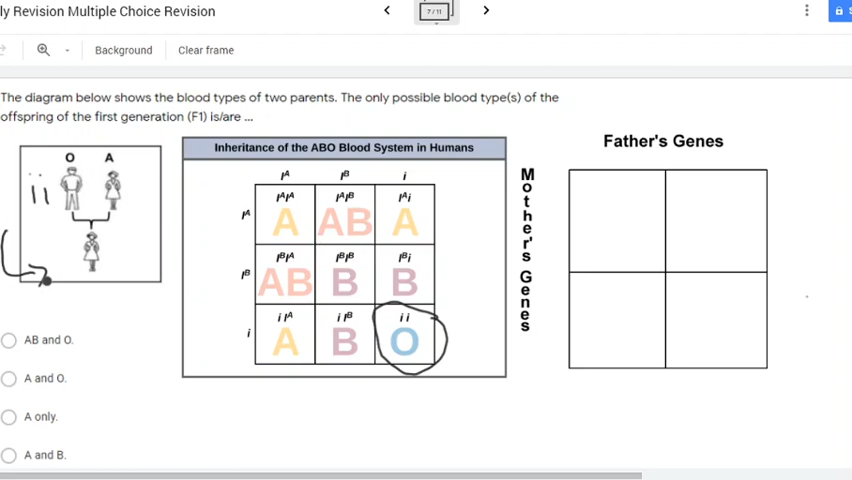 ly Revision Multiple Choice Revision
7 / 11
Background
Clear frame
The diagram below shows the blood types of two parents. The only possible blood type(s) of the
offspring of the first generation (F1) is/are ...
O A
ii
Inheritance of the ABO Blood System in Humans
Iᴬ Iᴮ i
Iᴬ
IᴬIᴬ IᴬIᴮ Iᴬi
A AB A
Iᴮ
IᴮIᴬ IᴮIᴮ Iᴮi
AB B B
i
i Iᴬ i Iᴮ i i
A B O
Father's Genes
Mother's Genes
AB and O.
A and O.
A only.
A and B.